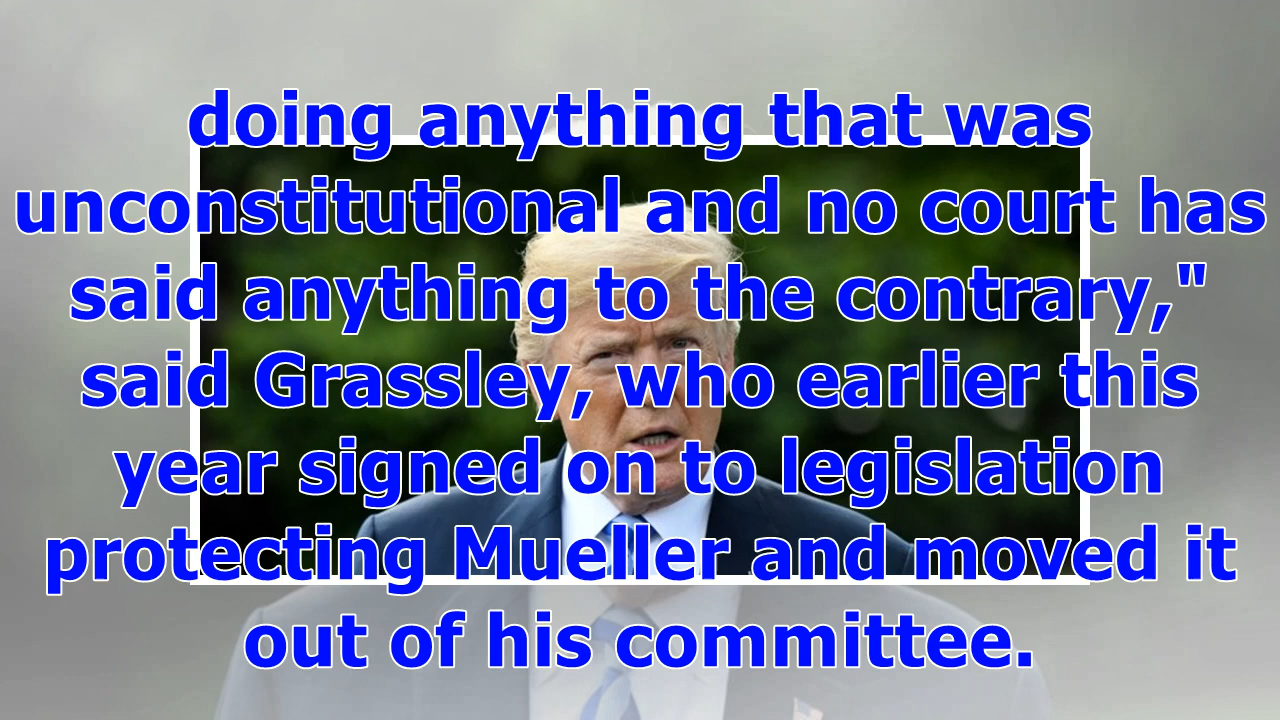 doing anything that was
unconstitutional and no court has
said anything to the contrary,"
said Grassley, who earlier this
year signed on to legislation
protecting Mueller and moved it
out of his committee.